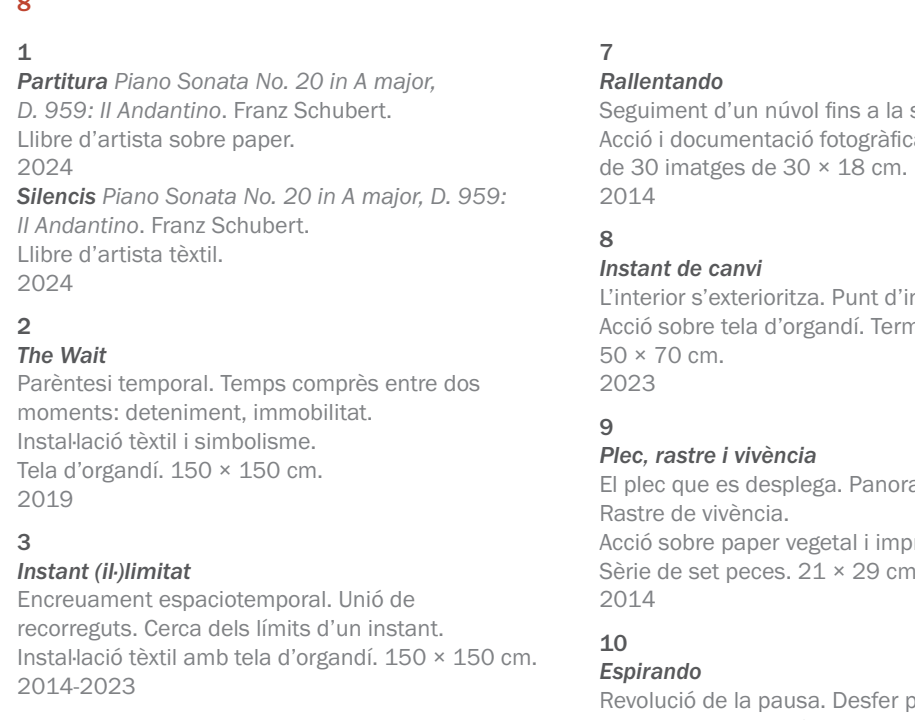 8
1
Partitura Piano Sonata No. 20 in A major,
D. 959: II Andantino. Franz Schubert.
Llibre d’artista sobre paper.
2024
Silencis Piano Sonata No. 20 in A major, D. 959:
II Andantino. Franz Schubert.
Llibre d’artista tèxtil.
2024
2
The Wait
Parèntesi temporal. Temps comprès entre dos
moments: deteniment, immobilitat.
Instal·lació tèxtil i simbolisme.
Tela d’organdí. 150 × 150 cm.
2019
3
Instant (il·)limitat
Encreuament espaciotemporal. Unió de
recorreguts. Cerca dels límits d’un instant.
Instal·lació tèxtil amb tela d’organdí. 150 × 150 cm.
2014-2023
7
Rallentando
Seguiment d’un núvol fins a la
Acció i documentació
de 30 imatges de 30 × 18 cm.
2014
8
Instant de canvi
L’interior s’exterioritza. Punt
Acció sobre tela d’organdí.
50 × 70 cm.
2023
9
Plec, rastre i vivència
El plec que es desplega.
Rastre de vivència.
Acció sobre paper vegetal i
Sèrie de set peces. 21 × 29 cm
2014
10
Espirando
Revolució de la pausa. Desfer